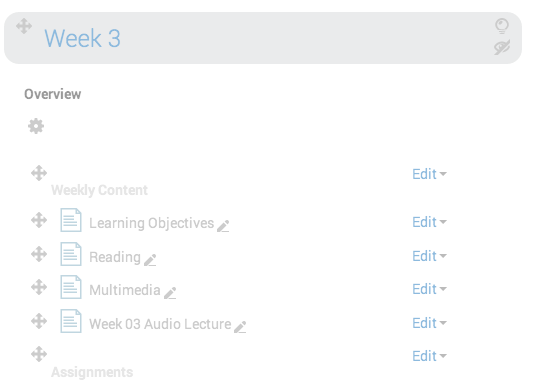 Week 3
Overview
Edit
Weekly Content
Learning Objectives Edit
Reading Edit
Multimedia Edit
Week 03 Audio Lecture Edit
Edit
Assignments